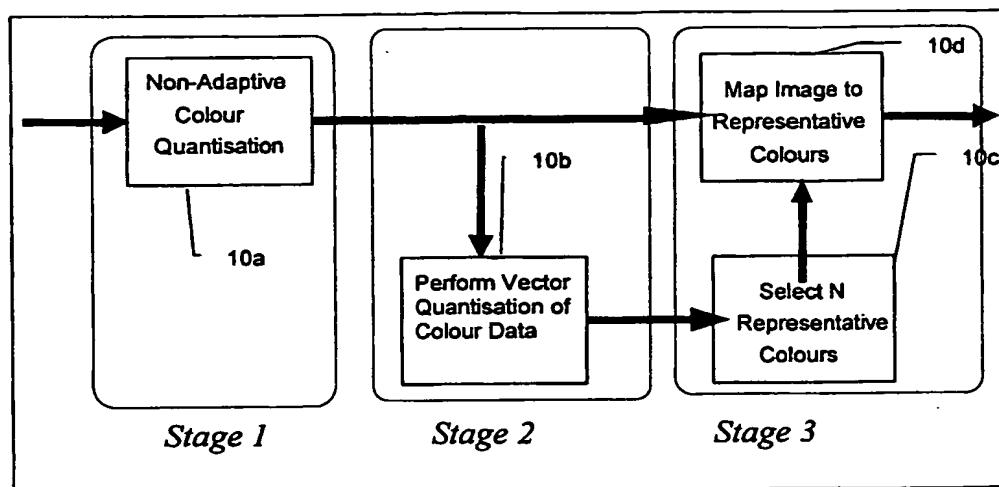 Non-Adaptive
Colour
Quantisation
10a
10b
Perform Vector
Quantisation of
Colour Data
10d
Map Image to
Representative
Colours
10c
Select N
Representative
Colours
Stage 1
Stage 2
Stage 3